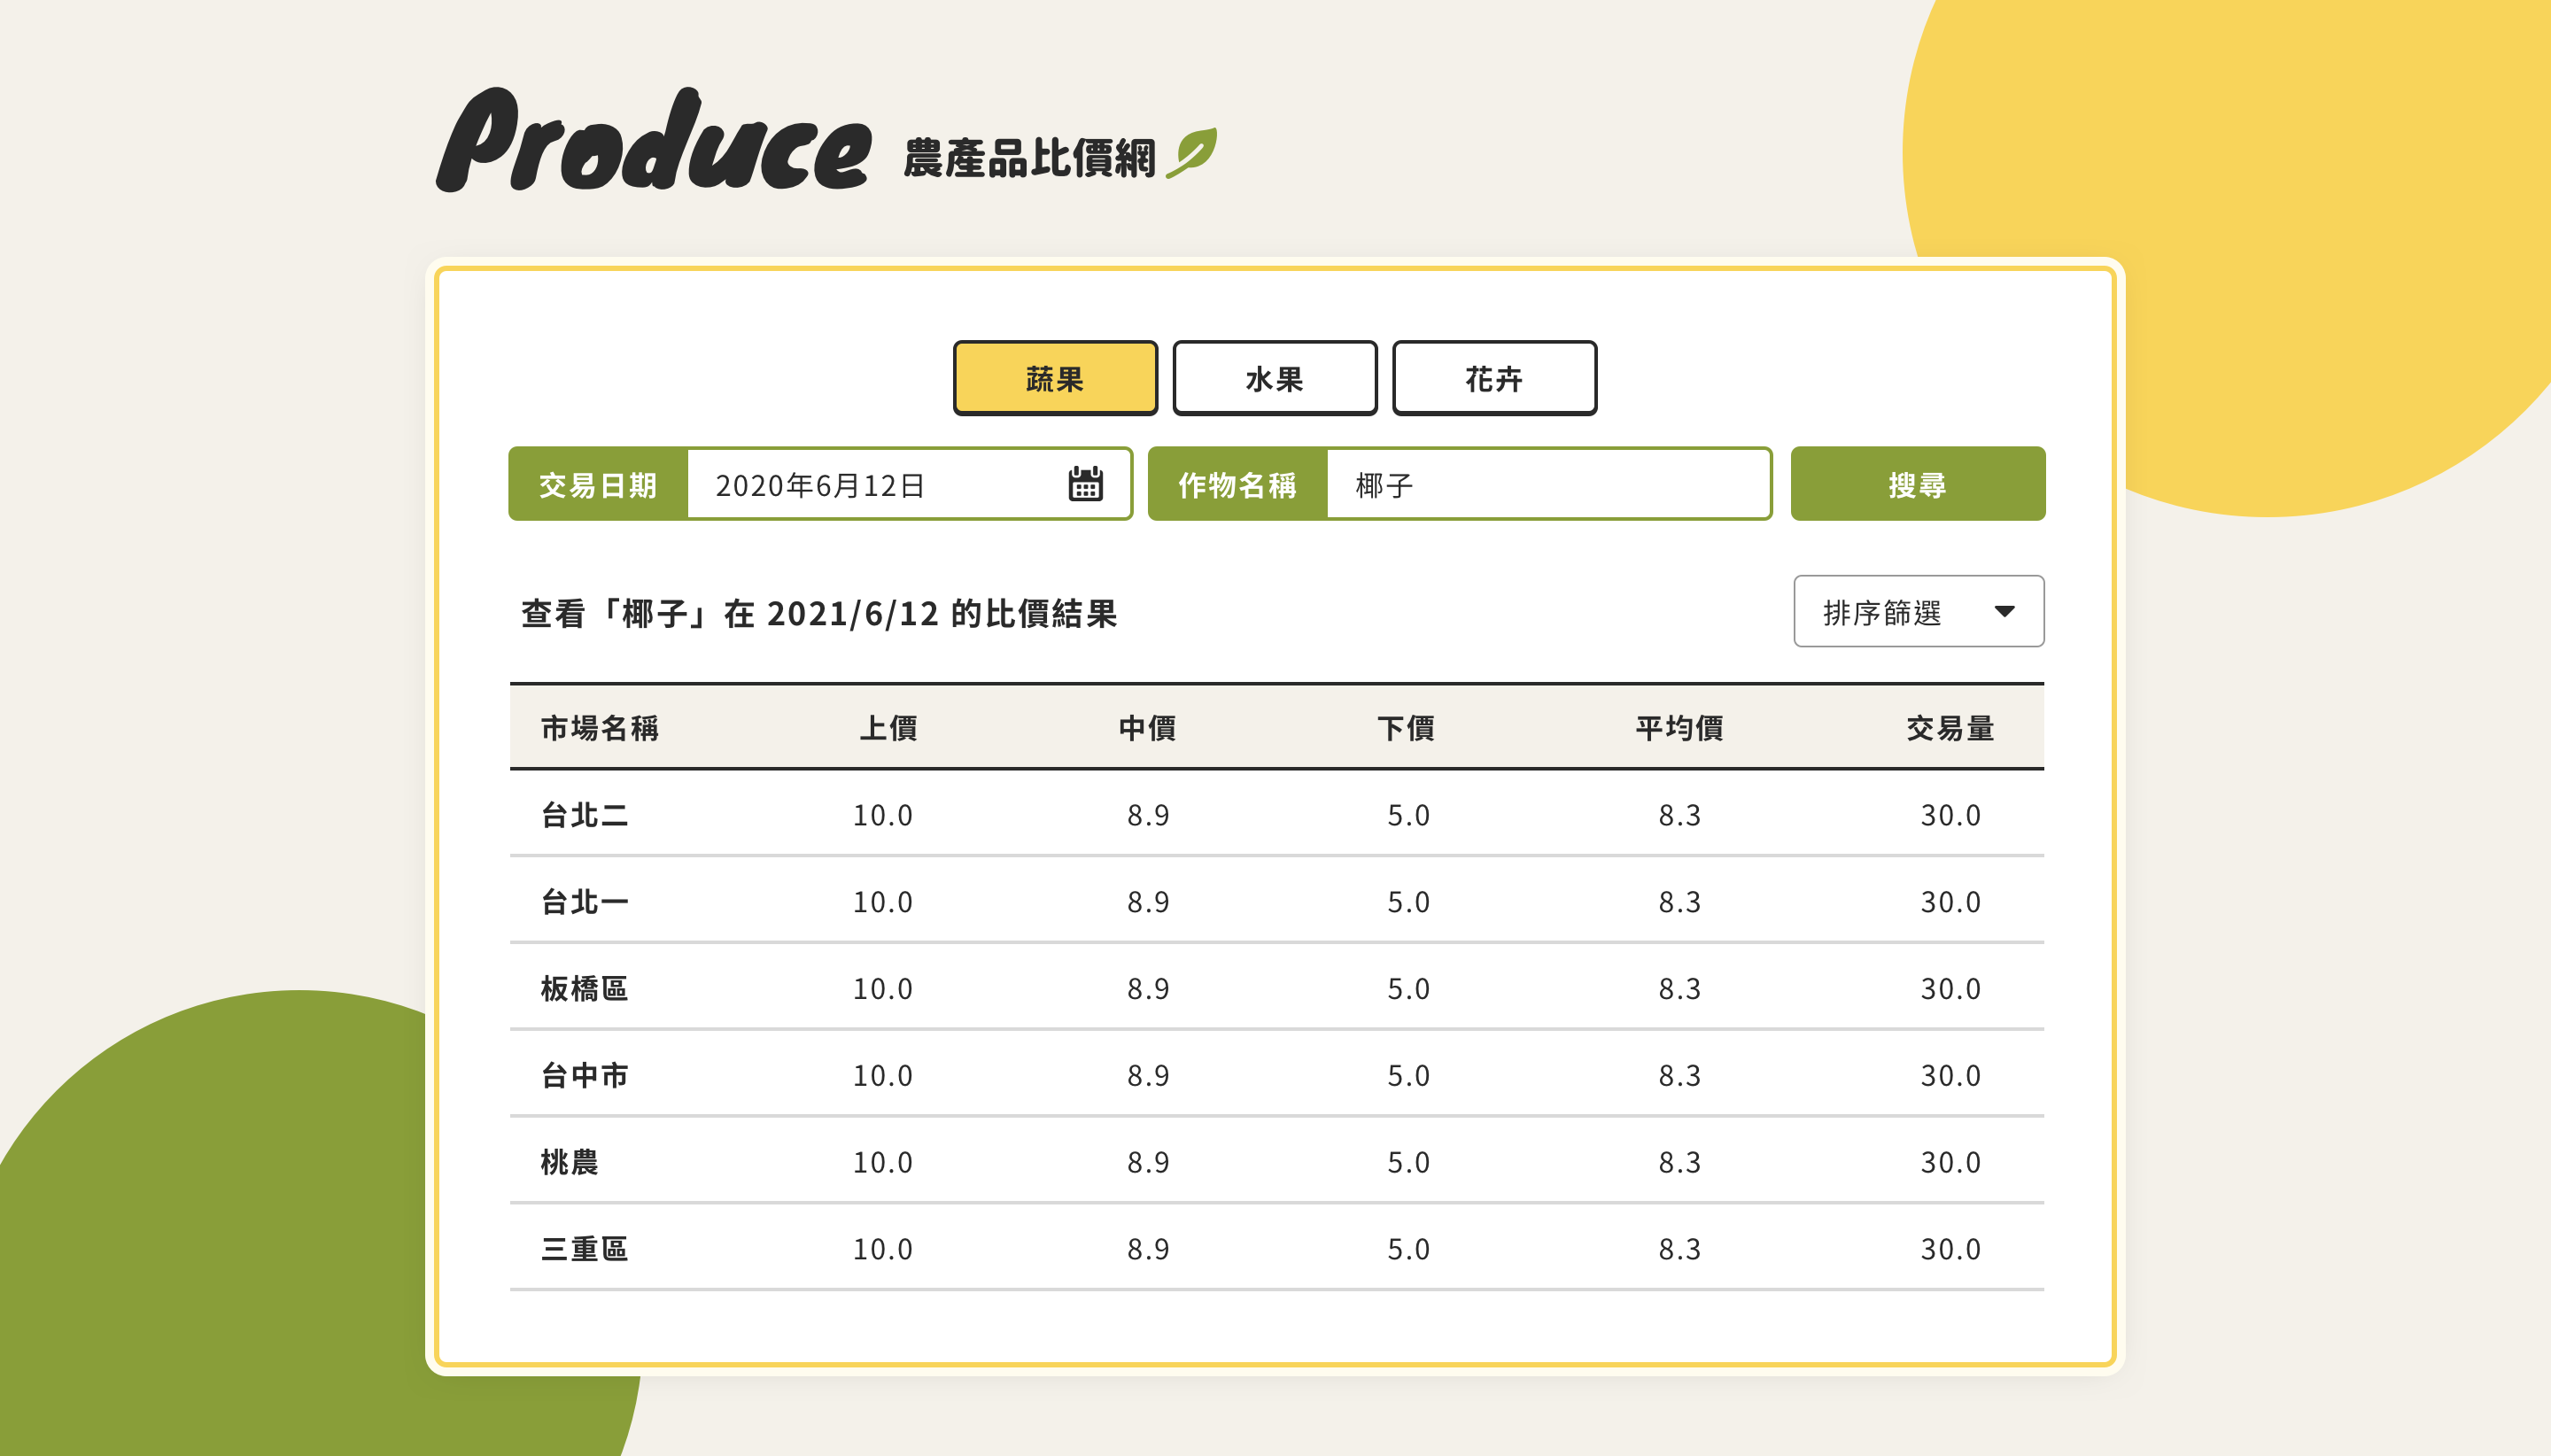 Produce 農產品比價網
蔬果 水果 花卉
交易日期 2020年6月12日 作物名稱 椰子 搜尋
查看「椰子」在 2021/6/12 的比價結果 排序篩選
市場名稱 上價 中價 下價 平均價 交易量
台北二 10.0 8.9 5.0 8.3 30.0
台北一 10.0 8.9 5.0 8.3 30.0
板橋區 10.0 8.9 5.0 8.3 30.0
台中市 10.0 8.9 5.0 8.3 30.0
桃農 10.0 8.9 5.0 8.3 30.0
三重區 10.0 8.9 5.0 8.3 30.0